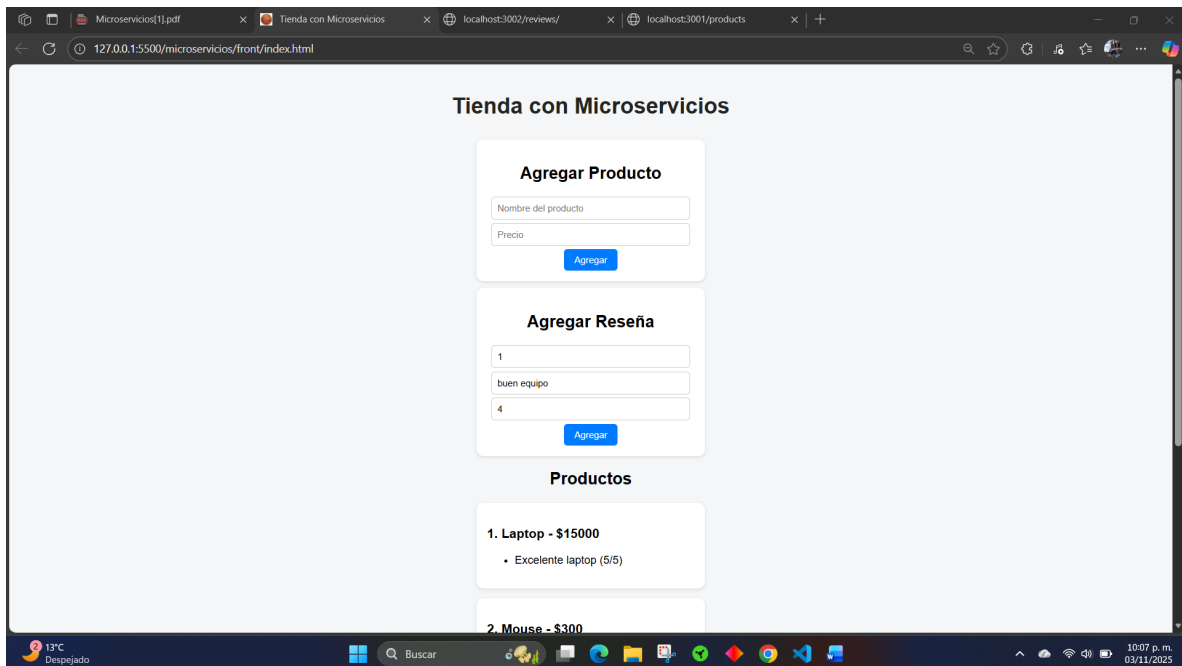 Microservicios[1].pdf
Tienda con Microservicios
localhost:3002/reviews/
localhost:3001/products
127.0.0.1:5500/microservicios/front/index.html
Tienda con Microservicios
Agregar Producto
Nombre del producto
Precio
Agregar
Agregar Reseña
1
buen equipo
4
Agregar
Productos
1. Laptop - $15000
• Excelente laptop (5/5)
2. Mouse - $300
2
13°C
Despejado
Buscar
10:07 p. m.
03/11/2025